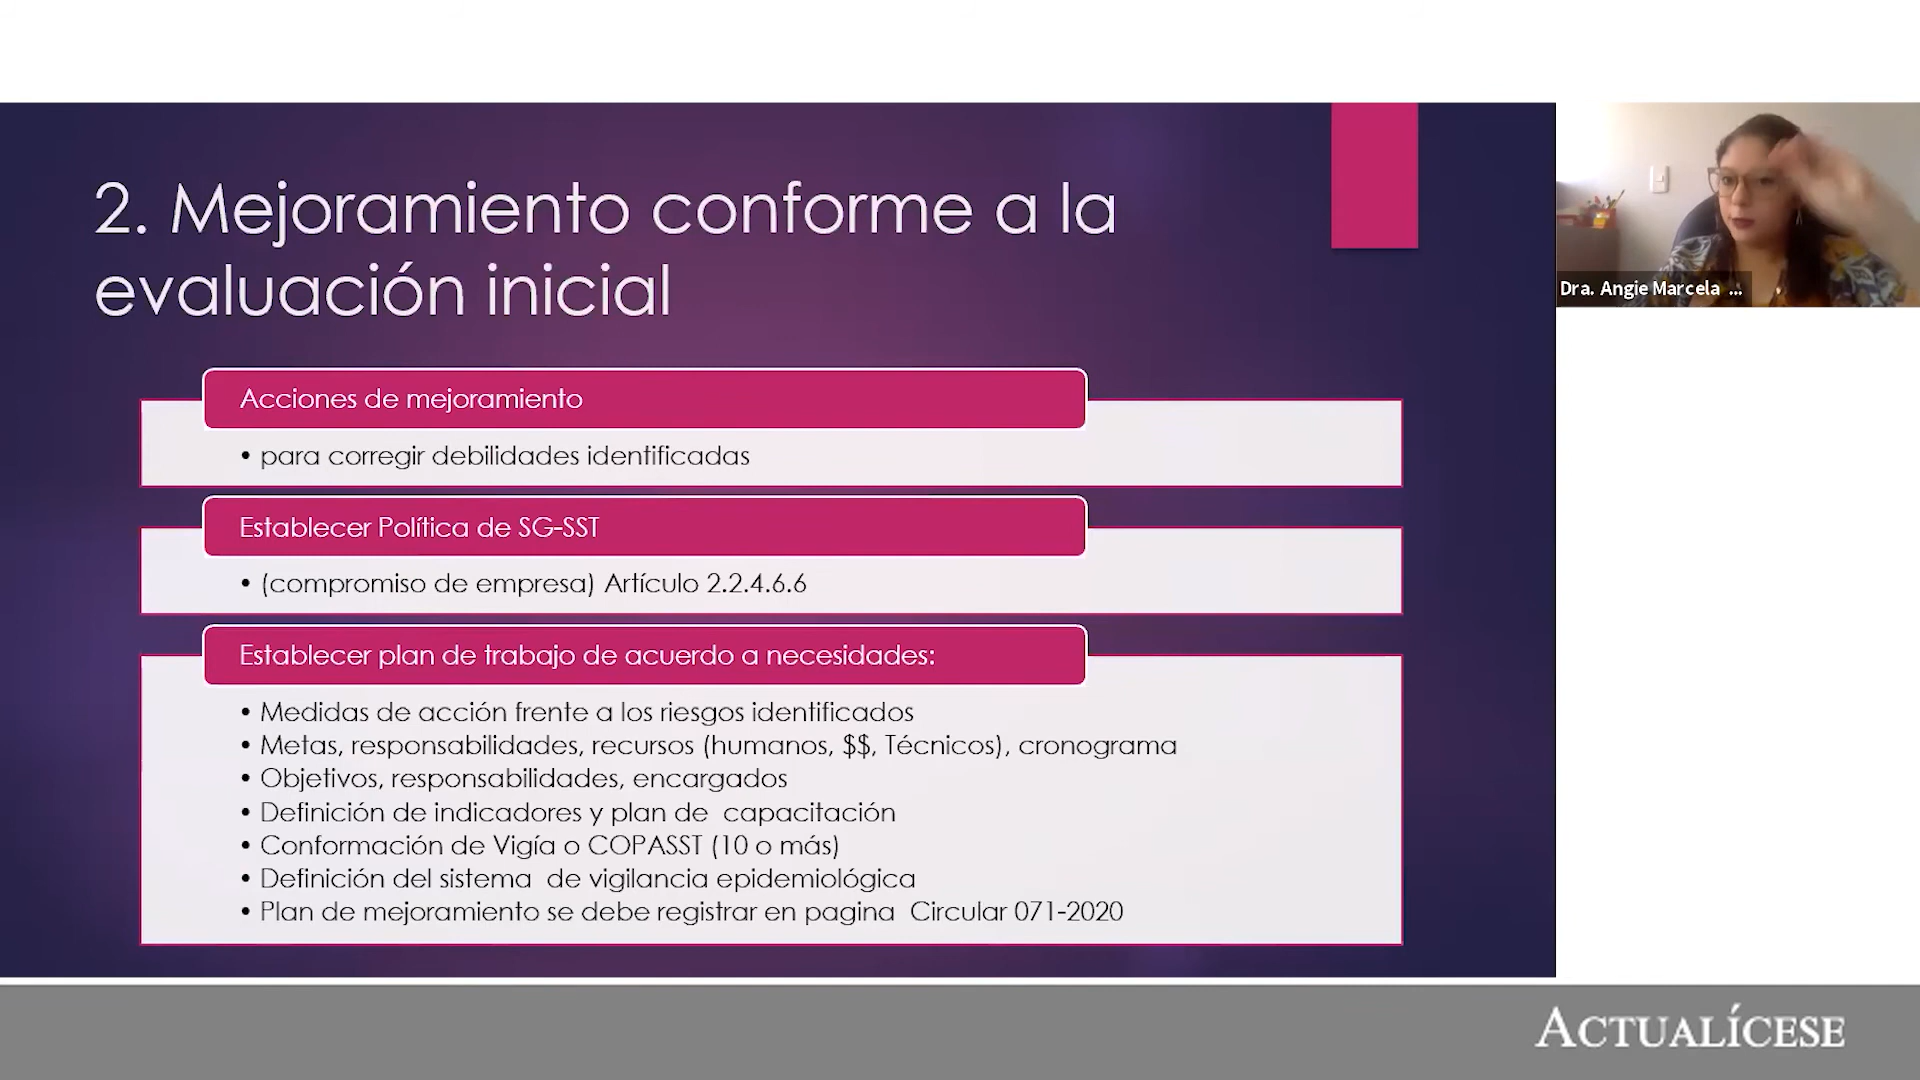 2. Mejoramiento conforme a la
evaluación inicial
Acciones de mejoramiento
• para corregir debilidades identificadas
Establecer Política de SG-SST
• (compromiso de empresa) Artículo 2.2.4.6.6
Establecer plan de trabajo de acuerdo a necesidades:
• Medidas de acción frente a los riesgos identificados
• Metas, responsabilidades, recursos (humanos, $$, Técnicos), cronograma
• Objetivos, responsabilidades, encargados
• Definición de indicadores y plan de  capacitación
• Conformación de Vigía o COPASST (10 o más)
• Definición del sistema  de vigilancia epidemiológica
• Plan de mejoramiento se debe registrar en pagina  Circular 071-2020
Dra. Angie Marcela ...
ACTUALÍCESE